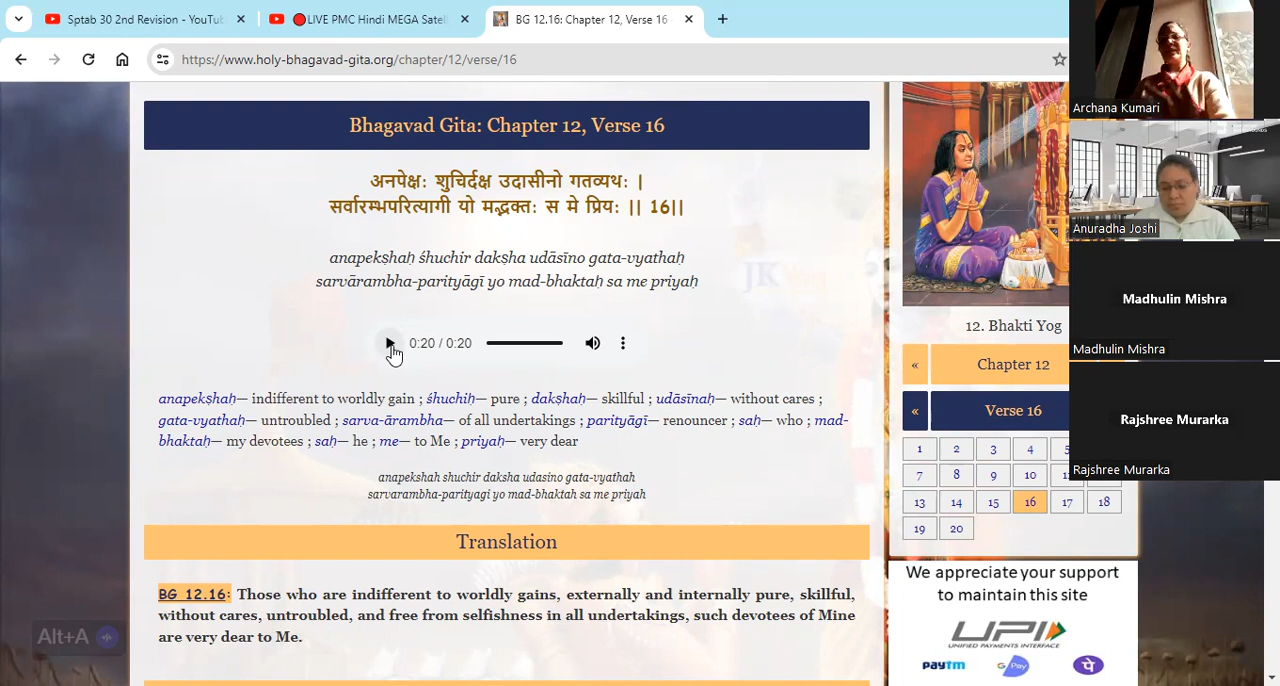 Sptab 30 2nd Revision - YouTu
LIVE PMC Hindi MEGA Satel
BG 12.16: Chapter 12, Verse 16
https://www.holy-bhagavad-gita.org/chapter/12/verse/16
Bhagavad Gita: Chapter 12, Verse 16
अनपेक्ष: शुचिर्दक्ष उदासीनो गतव्यथ: |
सर्वारम्भपरित्यागी यो मद्भक्त: स मे प्रिय: || 16||
anapekṣhaḥ śhuchir dakṣha udāsīno gata-vyathaḥ
sarvārambha-parityāgī yo mad-bhaktaḥ sa me priyaḥ
JK
0:20 / 0:20
anapekṣhaḥ— indifferent to worldly gain ; śhuchiḥ— pure ; dakṣhaḥ— skillful ; udāsīnaḥ— without cares ;
gata-vyathaḥ— untroubled ; sarva-ārambha— of all undertakings ; parityāgī— renouncer ; saḥ— who ; mad-
bhaktaḥ— my devotees ; saḥ— he ; me— to Me ; priyaḥ— very dear
anapekshah shuchir daksha udasino gata-vyathah
sarvarambha-parityagi yo mad-bhaktah sa me priyah
Translation
BG 12.16: Those who are indifferent to worldly gains, externally and internally pure, skillful,
without cares, untroubled, and free from selfishness in all undertakings, such devotees of Mine
are very dear to Me.
Alt+A
12. Bhakti Yog
« Chapter 12
« Verse 16
1 2 3 4 5
7 8 9 10
13 14 15 16 17 18
19 20
We appreciate your support
to maintain this site
UPI
UNIFIED PAYMENTS INTERFACE
paytm G Pay पे
Archana Kumari
Anuradha Joshi
Madhulin Mishra
Madhulin Mishra
Rajshree Murarka
Rajshree Murarka